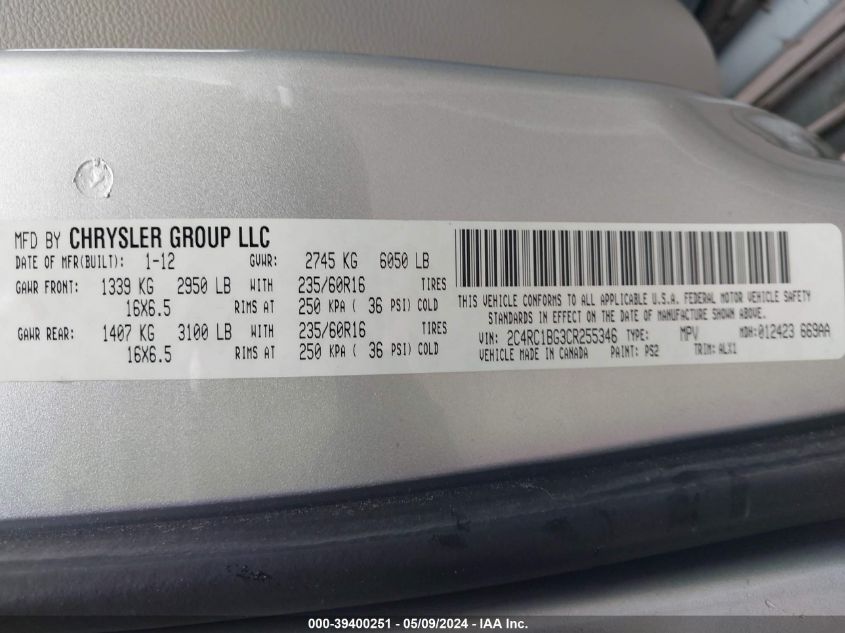 MFD BY CHRYSLER GROUP LLC
DATE OF MFR(BUILT): 1-12 GVWR: 2745 KG 6050 LB
GAWR FRONT: 1339 KG 2950 LB WITH 235/60R16 TIRES
16X6.5 RIMS AT 250 KPA ( 36 PSI) COLD
GAWR REAR: 1407 KG 3100 LB WITH 235/60R16 TIRES
16X6.5 RIMS AT 250 KPA ( 36 PSI) COLD
THIS VEHICLE CONFORMS TO ALL APPLICABLE U.S.A. FEDERAL MOTOR VEHICLE SAFETY
STANDARDS IN EFFECT ON THE DATE OF MANUFACTURE SHOWN ABOVE.
VIN: 2C4RC1BG3CR255346 TYPE: MPV MDH:012423 669AA
VEHICLE MADE IN CANADA PAINT: PS2 TRIM: ALX1
000-39400251 - 05/09/2024 - IAA Inc.